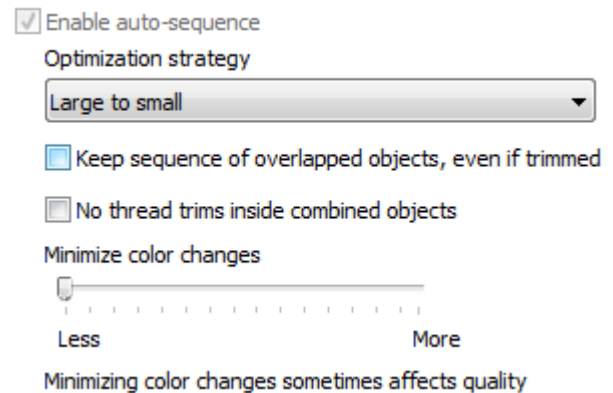 Enable auto-sequence
Optimization strategy
Large to small
Keep sequence of overlapped objects, even if trimmed
No thread trims inside combined objects
Minimize color changes
Less More
Minimizing color changes sometimes affects quality